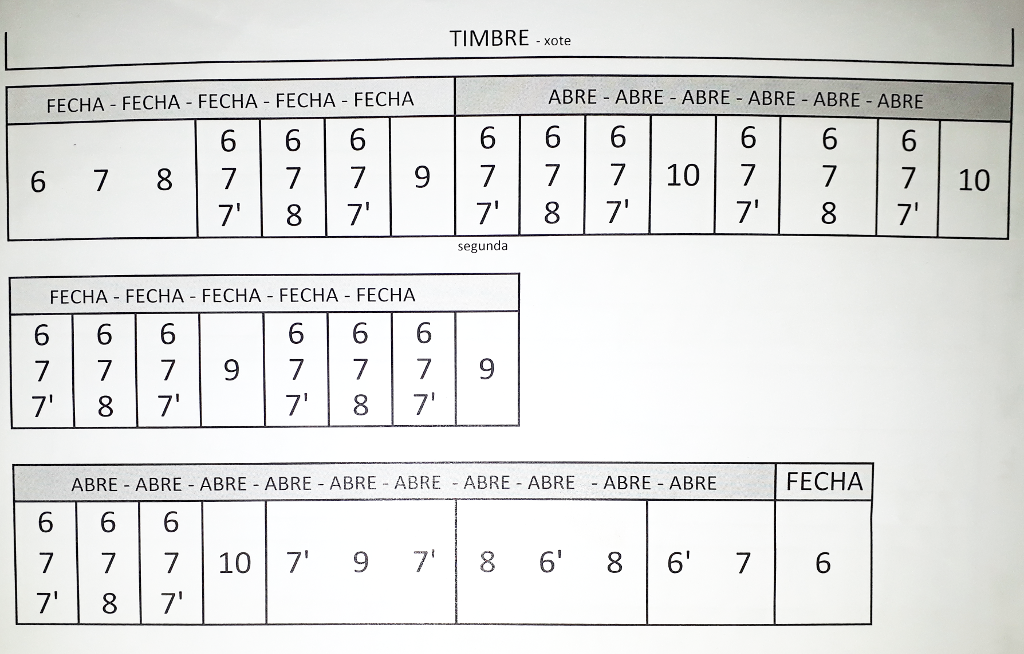 TIMBRE - xote
FECHA - FECHA - FECHA - FECHA - FECHA ABRE - ABRE - ABRE - ABRE - ABRE - ABRE
6 6 6 6 6 6 6 6 6
6 7 8 7 7 7 9 7 7 7 10 7 7 7 10
7' 8 7' 7' 8 7' 7' 8 7'
segunda
FECHA - FECHA - FECHA - FECHA - FECHA
6 6 6 6 6 6
7 7 7 9 7 7 7 9
7' 8 7' 7' 8 7'
ABRE - ABRE - ABRE - ABRE - ABRE - ABRE - ABRE - ABRE - ABRE - ABRE FECHA
6 6 6
7 7 7 10 7' 9 7' 8 6' 8 6' 7 6
7' 8 7'